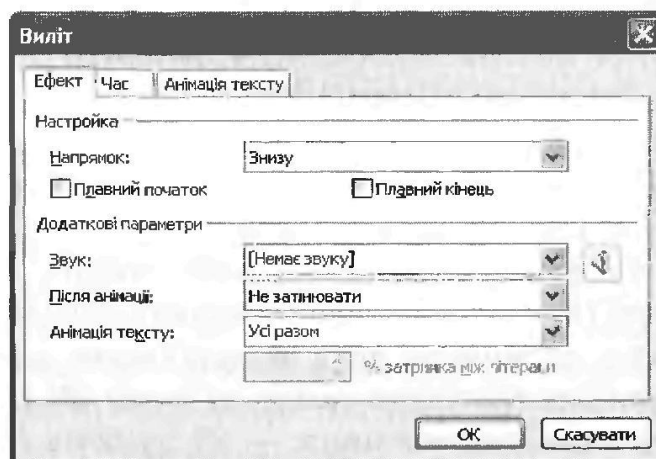 Виліт
Ефект Час Анімація тексту
Настройка
Напрямок: Знизу
Плавний початок Плавний кінець
Додаткові параметри
Звук: [Немає звуку]
Після анімації: Не затінювати
Анімація тексту: Усі разом
% затримка між літерами
ОК Скасувати